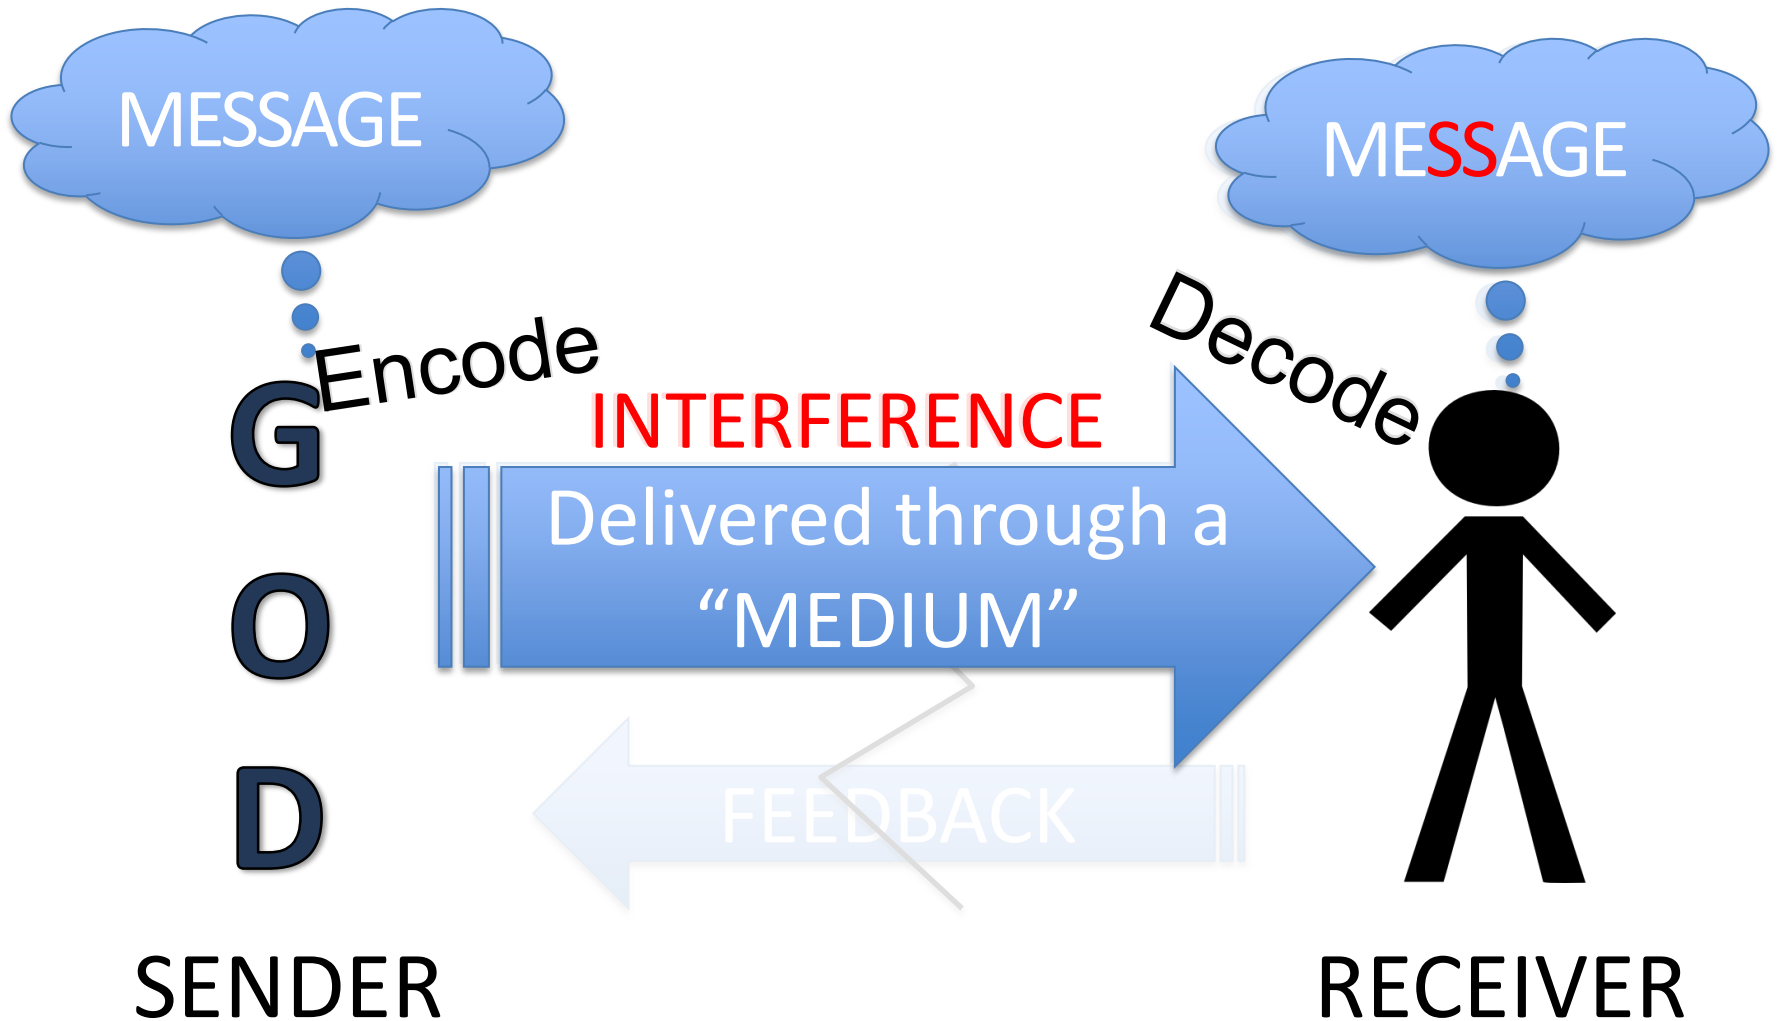 MESSAGE
MESSAGE
Encode
Decode
INTERFERENCE
Delivered through a
“MEDIUM”
G
O
D
FEEDBACK
SENDER
RECEIVER